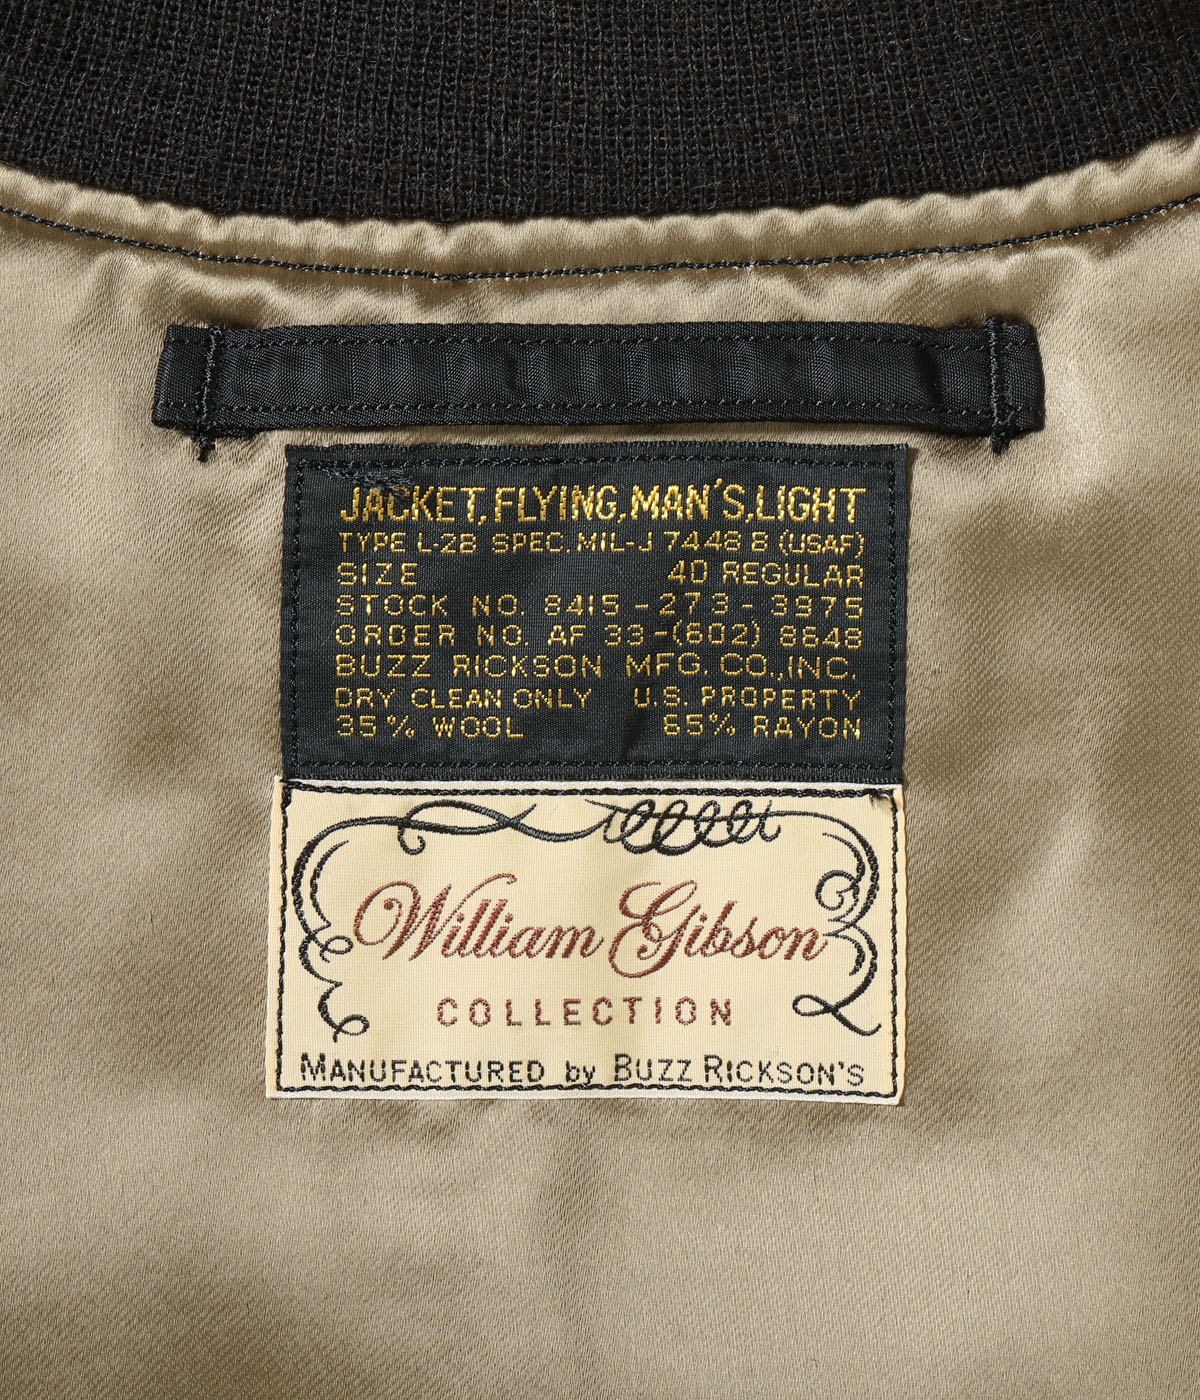 JACKET, FLYING, MAN'S, LIGHT
TYPE L-2B SPEC. MIL-J 7448 B (USAF)
SIZE 40 REGULAR
STOCK NO. 8415-273-3975
ORDER NO. AF 33-(602) 8648
BUZZ RICKSON MFG. CO., INC.
DRY CLEAN ONLY U.S. PROPERTY
35% WOOL 65% RAYON
William Gibson
COLLECTION
MANUFACTURED by BUZZ RICKSON'S